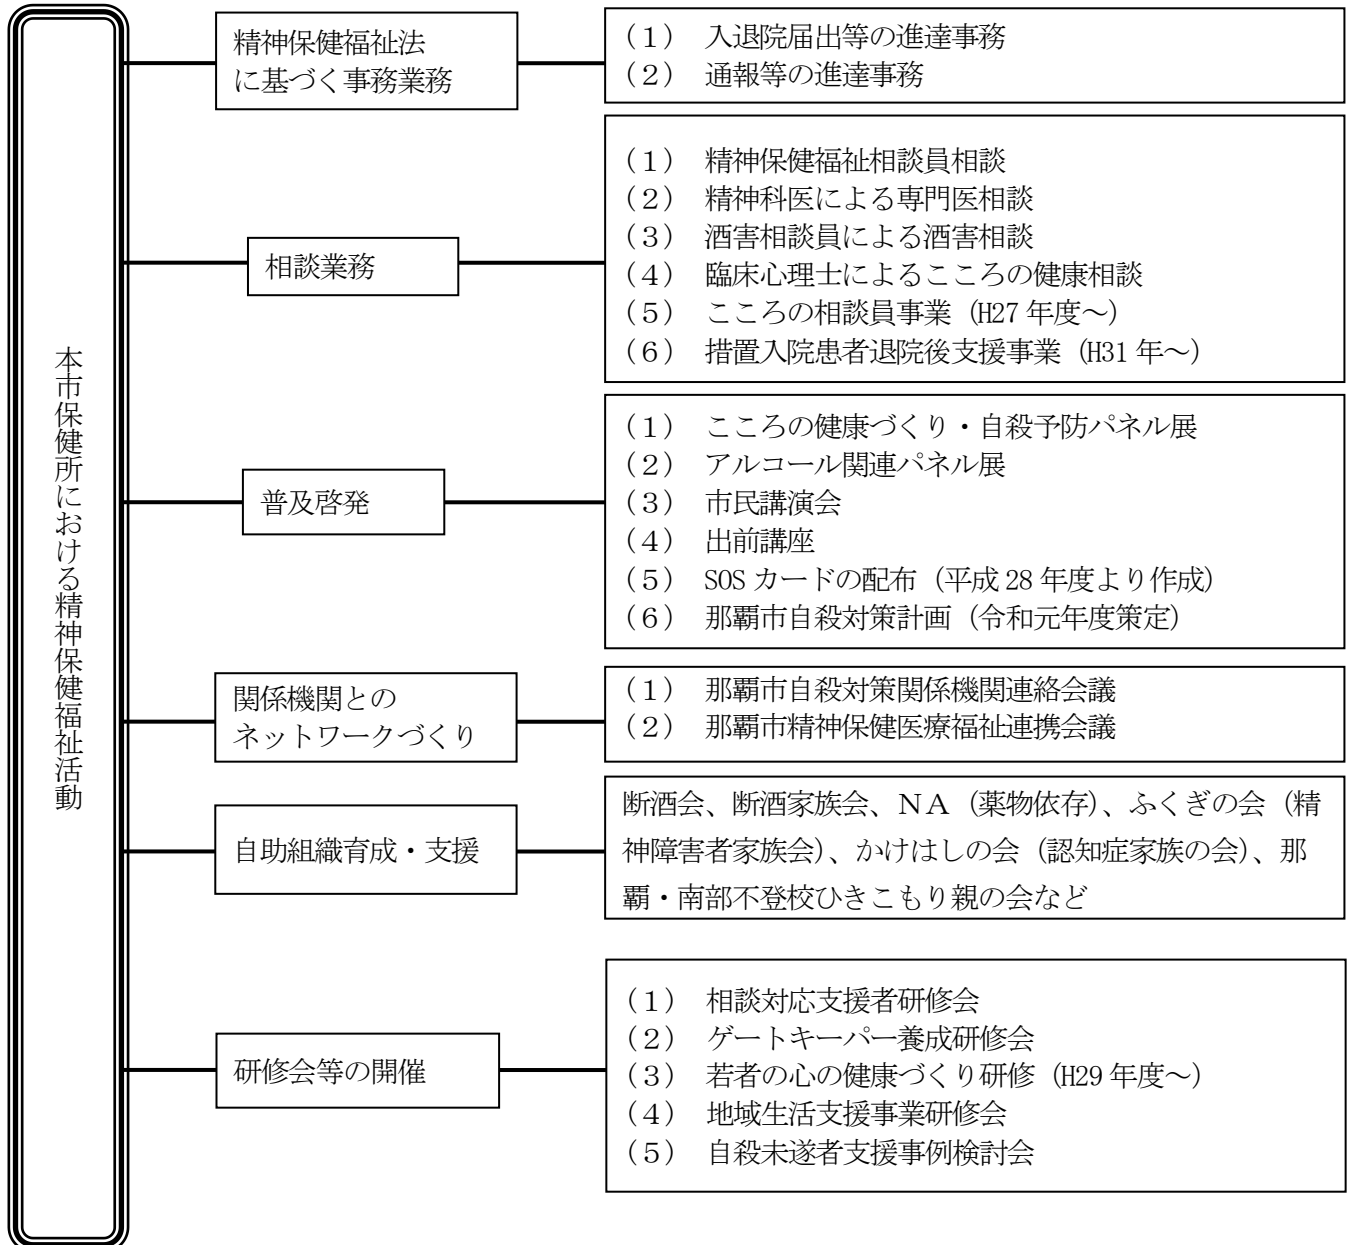 本市保健所における精神保健福祉活動
精神保健福祉法
に基づく事務業務
（１） 入退院届出等の進達事務
（２） 通報等の進達事務
相談業務
（１） 精神保健福祉相談員相談
（２） 精神科医による専門医相談
（３） 酒害相談員による酒害相談
（４） 臨床心理士によるこころの健康相談
（５） こころの相談員事業（H27 年度～）
（６） 措置入院患者退院後支援事業（H31 年～）
普及啓発
（１） こころの健康づくり・自殺予防パネル展
（２） アルコール関連パネル展
（３） 市民講演会
（４） 出前講座
（５） SOS カードの配布（平成 28 年度より作成）
（６） 那覇市自殺対策計画（令和元年度策定）
関係機関との
ネットワークづくり
（１） 那覇市自殺対策関係機関連絡会議
（２） 那覇市精神保健医療福祉連携会議
自助組織育成・支援
断酒会、断酒家族会、ＮＡ（薬物依存）、ふくぎの会（精
神障害者家族会）、かけはしの会（認知症家族の会）、那
覇・南部不登校ひきこもり親の会など
研修会等の開催
（１） 相談対応支援者研修会
（２） ゲートキーパー養成研修会
（３） 若者の心の健康づくり研修（H29 年度～）
（４） 地域生活支援事業研修会
（５） 自殺未遂者支援事例検討会